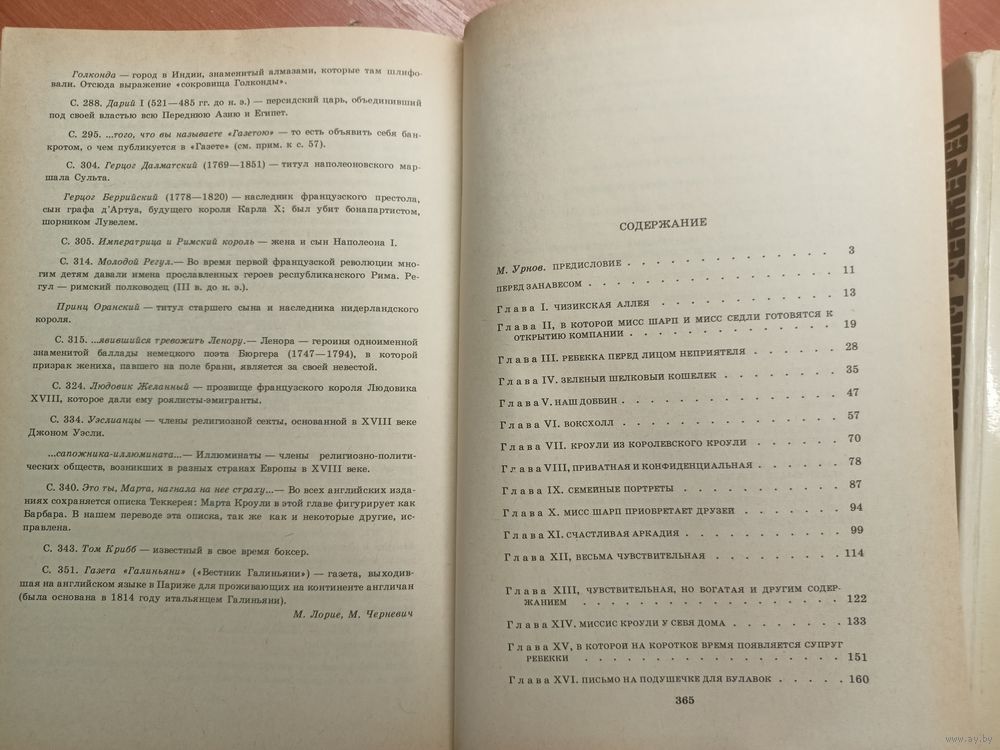 Голконда — город в Индии, знаменитый алмазами, которые там шлифо-
вали. Отсюда выражение «сокровища Голконды».
С. 288. Дарий I (521—485 гг. до н. э.) — персидский царь, объединивший
под своей властью всю Переднюю Азию и Египет.
С. 295. ...того, что вы называете «Газетою» — то есть объявить себя бан-
кротом, о чем публикуется в «Газете» (см. прим. к с. 57).
С. 304. Герцог Далматский (1769—1851) — титул наполеоновского мар-
шала Сульта.
Герцог Беррийский (1778—1820) — наследник французского престола,
сын графа д'Артуа, будущего короля Карла X; был убит бонапартистом,
шорником Лувелем.
С. 305. Императрица и Римский король — жена и сын Наполеона I.
С. 314. Молодой Регул.— Во время первой французской революции мно-
гим детям давали имена прославленных героев республиканского Рима. Ре-
гул — римский полководец (III в. до н. э.).
Принц Оранский — титул старшего сына и наследника нидерландского
короля.
С. 315. ...явившийся тревожить Ленору.— Ленора — героиня одноименной
знаменитой баллады немецкого поэта Бюргера (1747—1794), в которой
призрак жениха, павшего на поле брани, является за своей невестой.
С. 324. Людовик Желанный — прозвище французского короля Людовика
XVIII, которое дали ему роялисты-эмигранты.
С. 334. Уэслианцы — члены религиозной секты, основанной в XVIII веке
Джоном Уэсли.
...сапожника-иллюмината...— Иллюминаты — члены религиозно-полити-
ческих обществ, возникших в разных странах Европы в XVIII веке.
С. 340. Это ты, Марта, нагнала на нее страху...— Во всех английских изда-
ниях сохраняется описка Теккерея: Марта Кроули в этой главе фигурирует как
Барбара. В нашем переводе эта описка, так же как и некоторые другие, ис-
правлена.
С. 343. Том Крибб — известный в свое время боксер.
С. 351. Газета «Галиньяни» («Вестник Галиньяни») — газета, выходив-
шая на английском языке в Париже для проживающих на континенте англичан
(была основана в 1814 году итальянцем Галиньяни).
М. Лорие, М. Черневич
СОДЕРЖАНИЕ
М. Урнов. ПРЕДИСЛОВИЕ . . . . . . . . . . . 3
ПЕРЕД ЗАНАВЕСОМ . . . . . . . . . . . . 11
Глава I. ЧИЗИКСКАЯ АЛЛЕЯ . . . . . . . . . . 13
Глава II, В КОТОРОЙ МИСС ШАРП И МИСС СЕДЛИ ГОТОВЯТСЯ К
ОТКРЫТИЮ КОМПАНИИ . . . . . . . . . . . 19
Глава III. РЕБЕККА ПЕРЕД ЛИЦОМ НЕПРИЯТЕЛЯ . . . . . 28
Глава IV. ЗЕЛЕНЫЙ ШЕЛКОВЫЙ КОШЕЛЕК . . . . . . 35
Глава V. НАШ ДОББИН . . . . . . . . . . . 47
Глава VI. ВОКСХОЛЛ . . . . . . . . . . . . 57
Глава VII. КРОУЛИ ИЗ КОРОЛЕВСКОГО КРОУЛИ . . . . . 70
Глава VIII, ПРИВАТНАЯ И КОНФИДЕНЦИАЛЬНАЯ . . . . . 78
Глава IX. СЕМЕЙНЫЕ ПОРТРЕТЫ . . . . . . . . . 87
Глава X. МИСС ШАРП ПРИОБРЕТАЕТ ДРУЗЕЙ . . . . . . 94
Глава XI. СЧАСТЛИВАЯ АРКАДИЯ . . . . . . . . . 99
Глава XII, ВЕСЬМА ЧУВСТВИТЕЛЬНАЯ . . . . . . . 114
Глава XIII, ЧУВСТВИТЕЛЬНАЯ, НО БОГАТАЯ И ДРУГИМ СОДЕР-
ЖАНИЕМ . . . . . . . . . . . . . . . 122
Глава XIV. МИССИС КРОУЛИ У СЕБЯ ДОМА . . . . . . 133
Глава XV, В КОТОРОЙ НА КОРОТКОЕ ВРЕМЯ ПОЯВЛЯЕТСЯ СУПРУГ
РЕБЕККИ . . . . . . . . . . . . . . . 151
Глава XVI. ПИСЬМО НА ПОДУШЕЧКЕ ДЛЯ БУЛАВОК . . . . . 160
365
www.ay.by